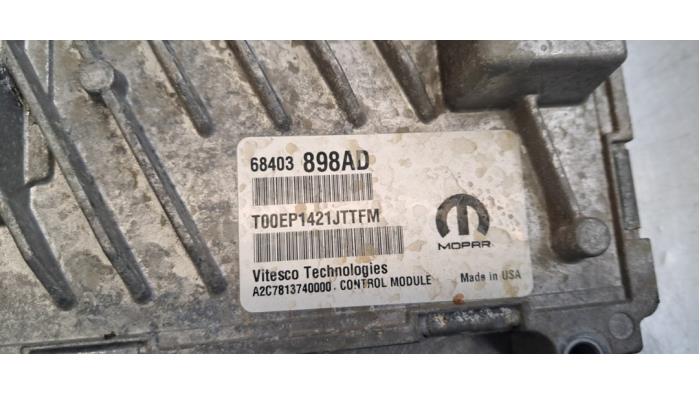 68403 898AD
T00EP1421JTTFM
MOPAR
Vitesco Technologies
A2C7813740000 - CONTROL MODULE Made in USA